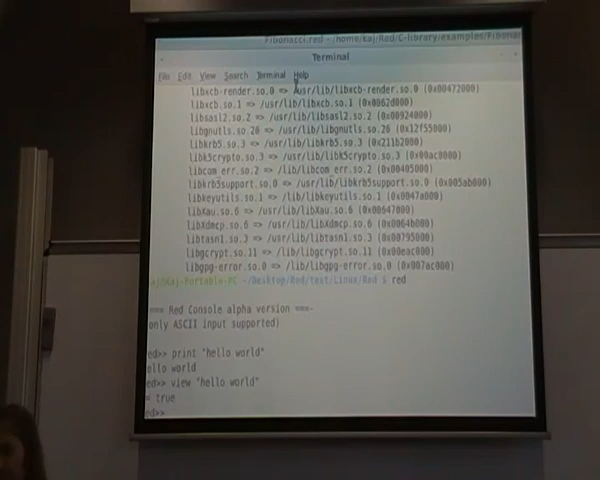 Fibonacci.red - /home/kaj/Red/C-library/examples/Fibonac
Terminal
File Edit View Search Terminal Help
libxcb-render.so.0 => /usr/lib/libxcb-render.so.0 (0x00472000)
libxcb.so.1 => /usr/lib/libxcb.so.1 (0x0062d000)
libsasl2.so.2 => /usr/lib/libsasl2.so.2 (0x00924000)
libgnutls.so.26 => /usr/lib/libgnutls.so.26 (0x12f55000)
libkrb5.so.3 => /usr/lib/libkrb5.so.3 (0x211b2000)
libk5crypto.so.3 => /usr/lib/libk5crypto.so.3 (0x00ac0000)
libcom_err.so.2 => /lib/libcom_err.so.2 (0x00405000)
libkrb5support.so.0 => /usr/lib/libkrb5support.so.0 (0x005ab000)
libkeyutils.so.1 => /lib/libkeyutils.so.1 (0x0047a000)
libXau.so.6 => /usr/lib/libXau.so.6 (0x00647000)
libXdmcp.so.6 => /usr/lib/libXdmcp.so.6 (0x0064b000)
libtasn1.so.3 => /usr/lib/libtasn1.so.3 (0x00795000)
libgcrypt.so.11 => /lib/libgcrypt.so.11 (0x00eac000)
libgpg-error.so.0 => /lib/libgpg-error.so.0 (0x007ac000)
aj@Kaj-Portable-PC ~/Desktop/Red/test/Linux/Red $ red
=== Red Console alpha version ===-
only ASCII input supported)
ed>> print "hello world"
ello world
ed>> view "hello world"
= true
ed>>